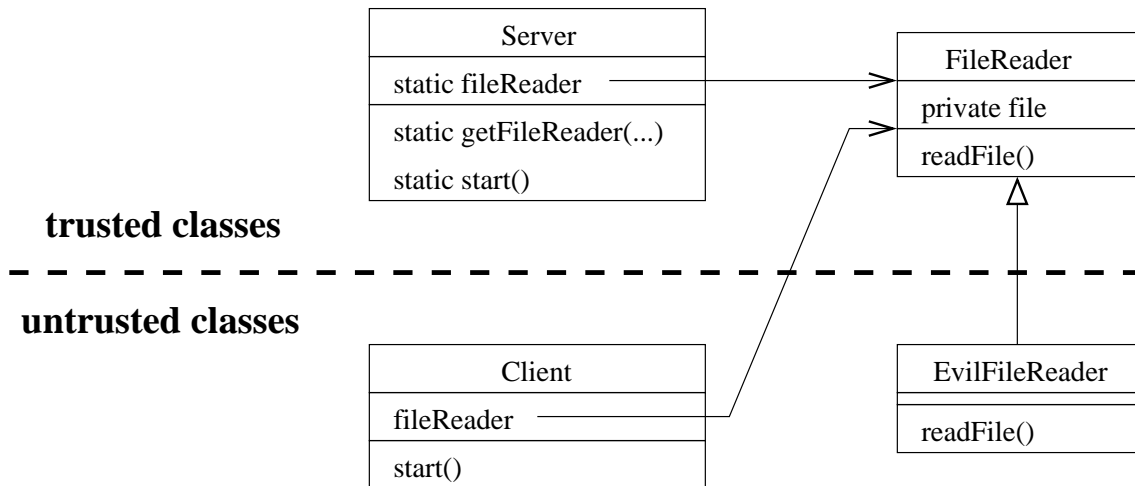 Server
static fileReader
static getFileReader(...)
static start()
FileReader
private file
readFile()
trusted classes
untrusted classes
Client
fileReader
start()
EvilFileReader
readFile()